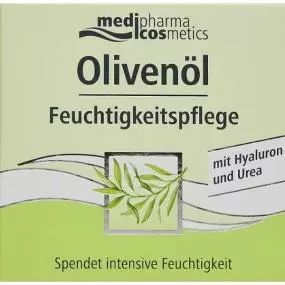 medipharma
cosmetics
Olivenöl
Feuchtigkeitspflege
mit Hyaluron
und Urea
Spendet intensive Feuchtigkeit